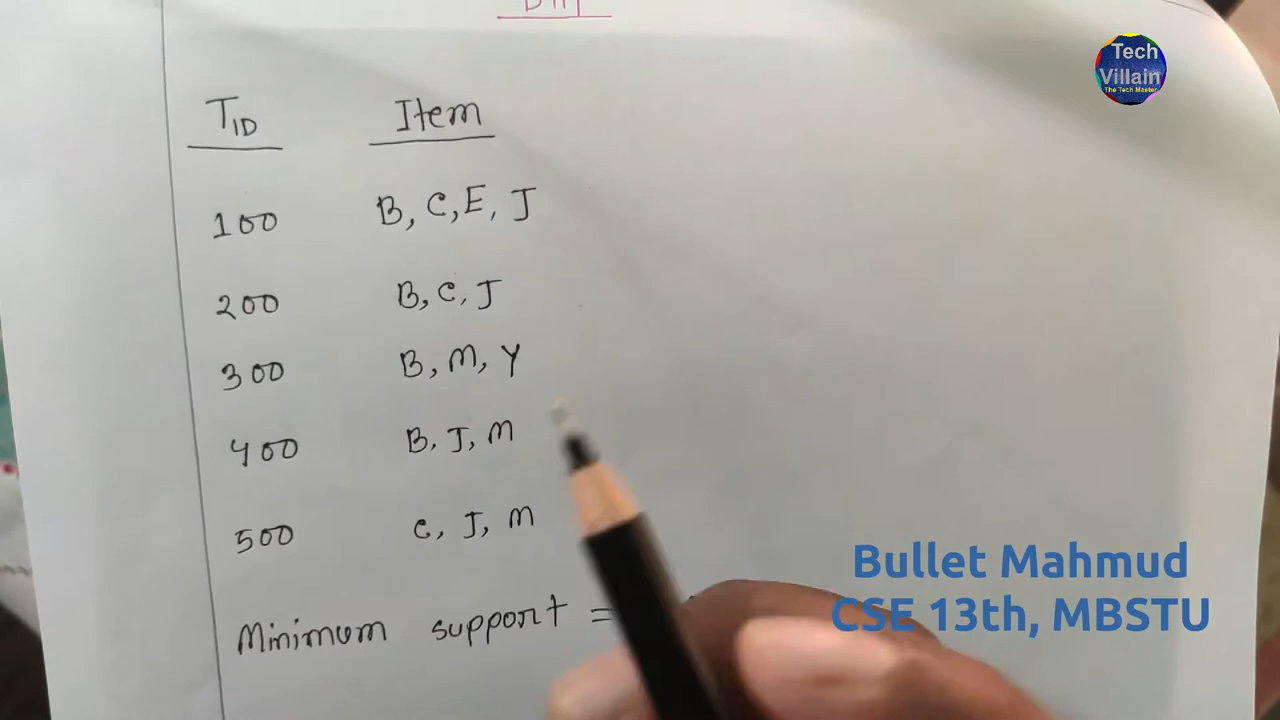 Tech
Villain
The Tech Master
TID Item
100 B, C, E, J
200 B, C, J
300 B, M, Y
400 B, J, M
500 C, J, M
Minimum support =
Bullet Mahmud
CSE 13th, MBSTU